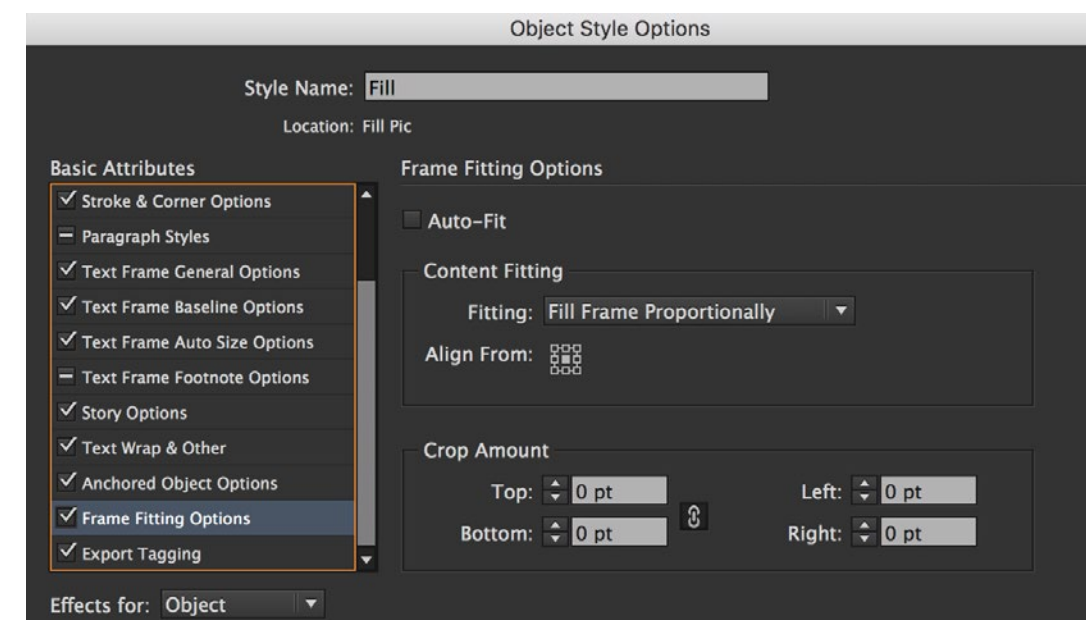 Object Style Options
Style Name: Fill
Location: Fill Pic
Basic Attributes
Stroke & Corner Options
Paragraph Styles
Text Frame General Options
Text Frame Baseline Options
Text Frame Auto Size Options
Text Frame Footnote Options
Story Options
Text Wrap & Other
Anchored Object Options
Frame Fitting Options
Export Tagging
Effects for: Object
Frame Fitting Options
Auto-Fit
Content Fitting
Fitting: Fill Frame Proportionally
Align From:
Crop Amount
Top: 0 pt Left: 0 pt
Bottom: 0 pt Right: 0 pt